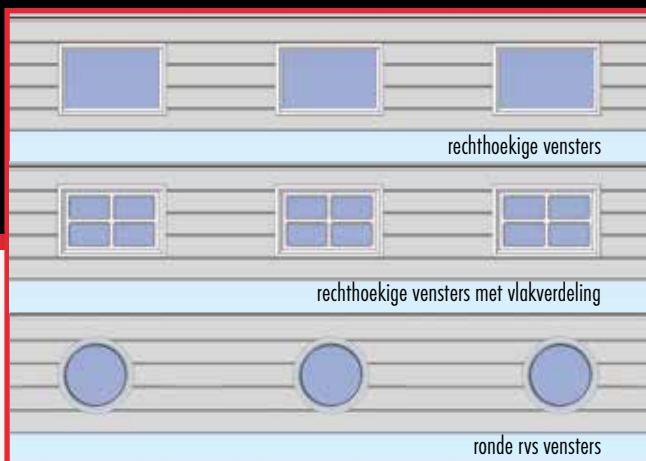 rechthoekige vensters
rechthoekige vensters met vlakverdeling
ronde rvs vensters